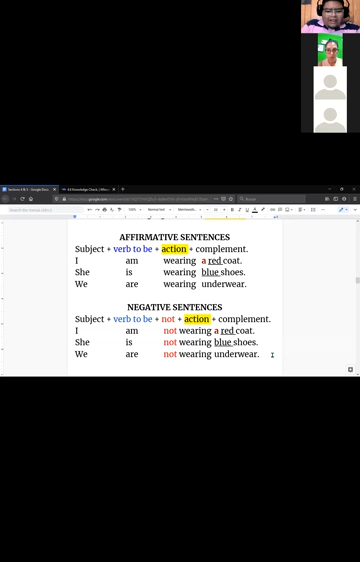 AFFIRMATIVE SENTENCES
Subject + verb to be + action + complement.
I am wearing a red coat.
She is wearing blue shoes.
We are wearing underwear.
NEGATIVE SENTENCES
Subject + verb to be + not + action + complement.
I am not wearing a red coat.
She is not wearing blue shoes.
We are not wearing underwear.